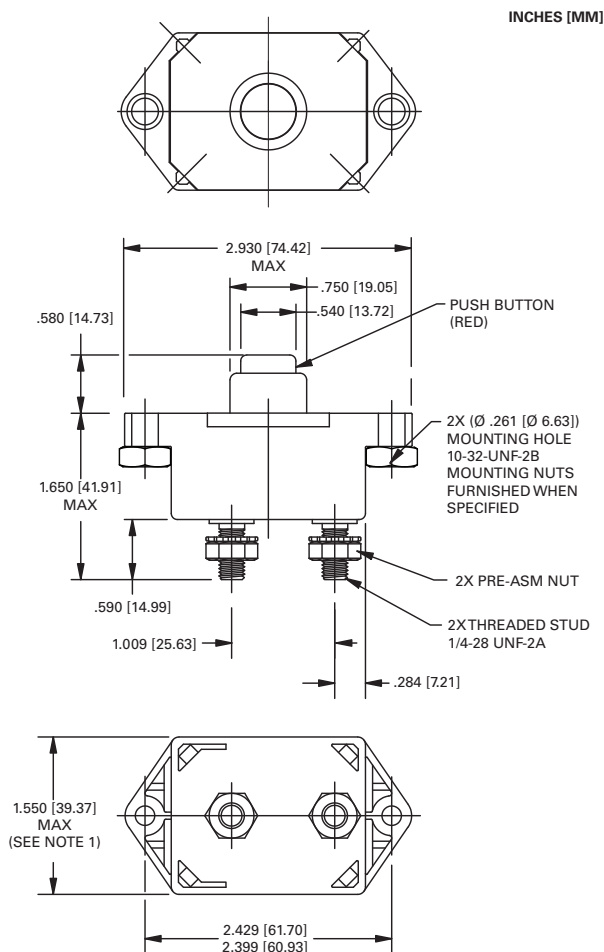 INCHES [MM]
2.930 [74.42]
MAX
.750 [19.05]
.580 [14.73]
.540 [13.72]
PUSH BUTTON
(RED)
2X (Ø .261 [Ø 6.63])
MOUNTING HOLE
10-32-UNF-2B
MOUNTING NUTS
FURNISHED WHEN
SPECIFIED
1.650 [41.91]
MAX
2X PRE-ASM NUT
.590 [14.99]
2X THREADED STUD
1/4-28 UNF-2A
1.009 [25.63]
.284 [7.21]
1.550 [39.37]
MAX
(SEE NOTE 1)
2.429 [61.70]
2.399 [60.93]